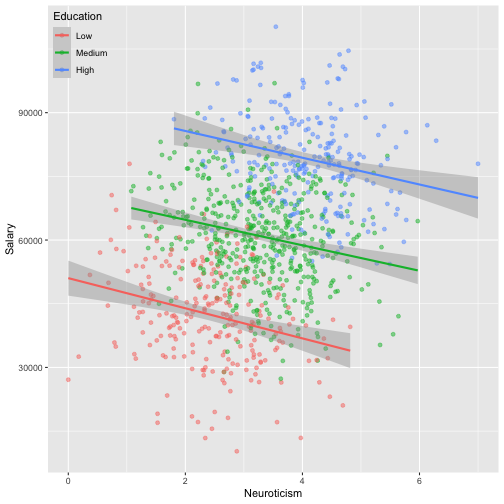 Education
Low
Medium
High
90000
60000
30000
Salary
0
2
4
6
Neuroticism